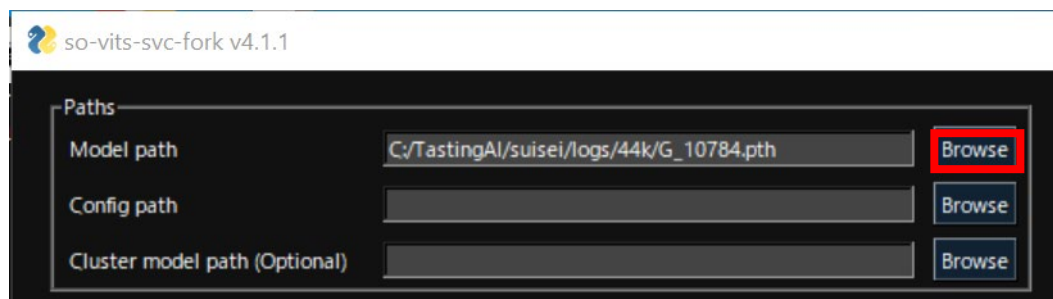 so-vits-svc-fork v4.1.1
Paths
Model path C:/TastingAI/suisei/logs/44k/G_10784.pth Browse
Config path Browse
Cluster model path (Optional) Browse